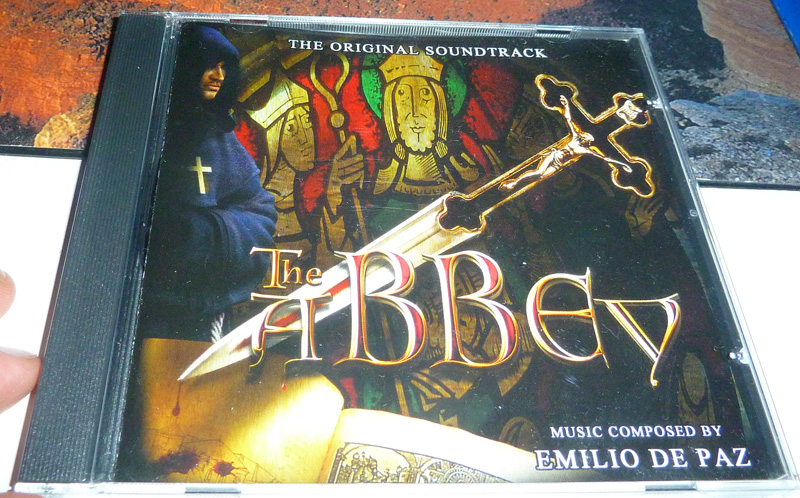 THE ORIGINAL SOUNDTRACK
The
ABBEY
MUSIC COMPOSED BY
EMILIO DE PAZ